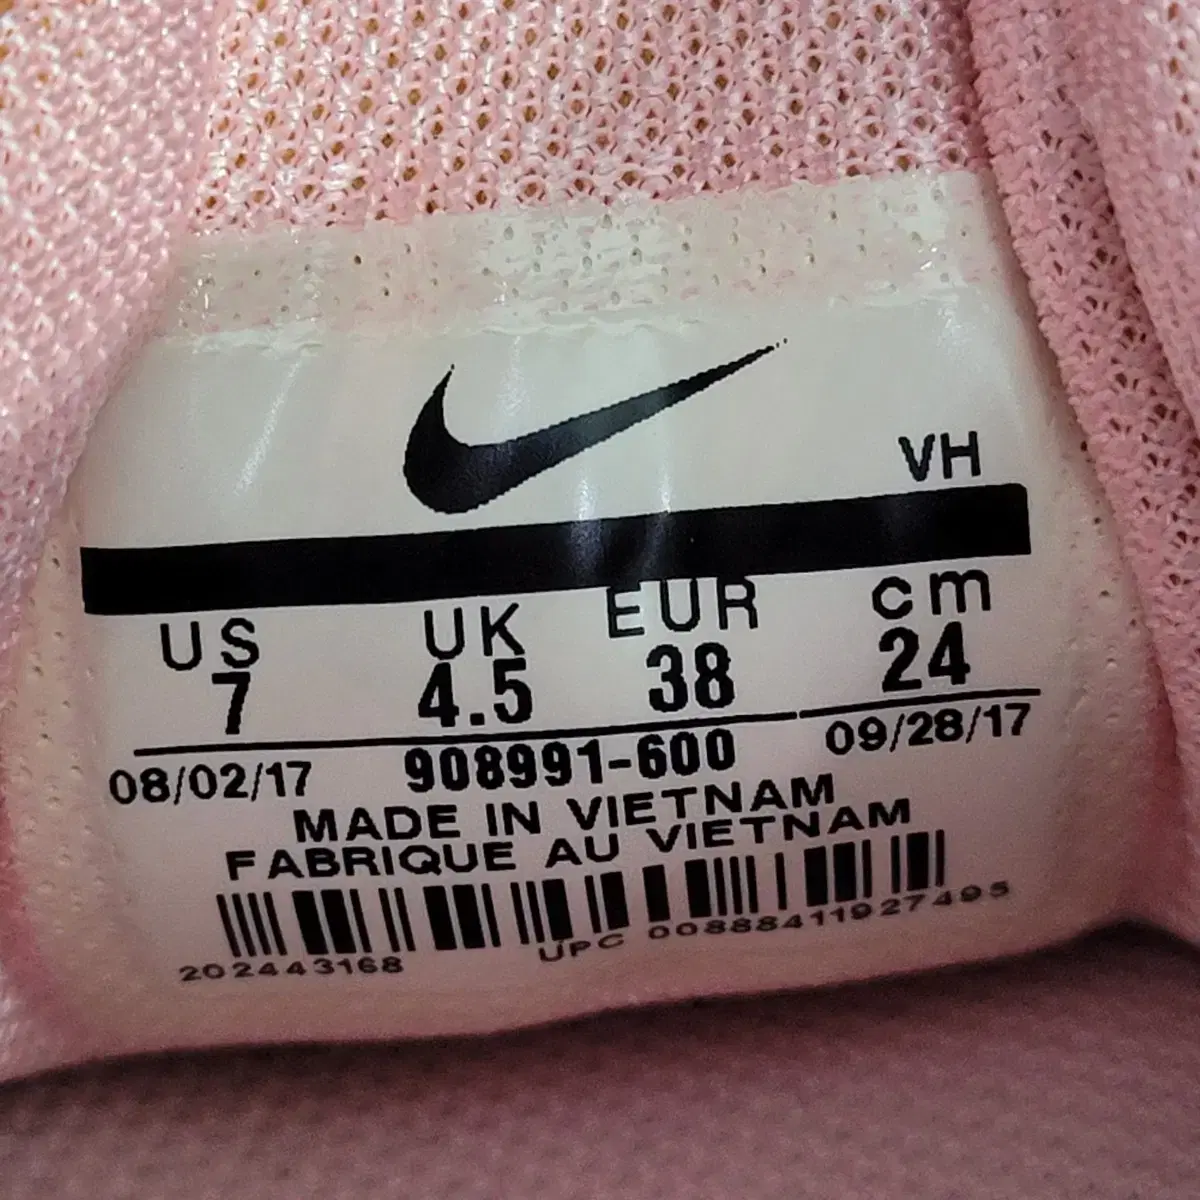 VH
US UK EUR cm
7 4.5 38 24
08/02/17 908991-600 09/28/17
MADE IN VIETNAM
FABRIQUE AU VIETNAM
202443168 UPC 00888411927495